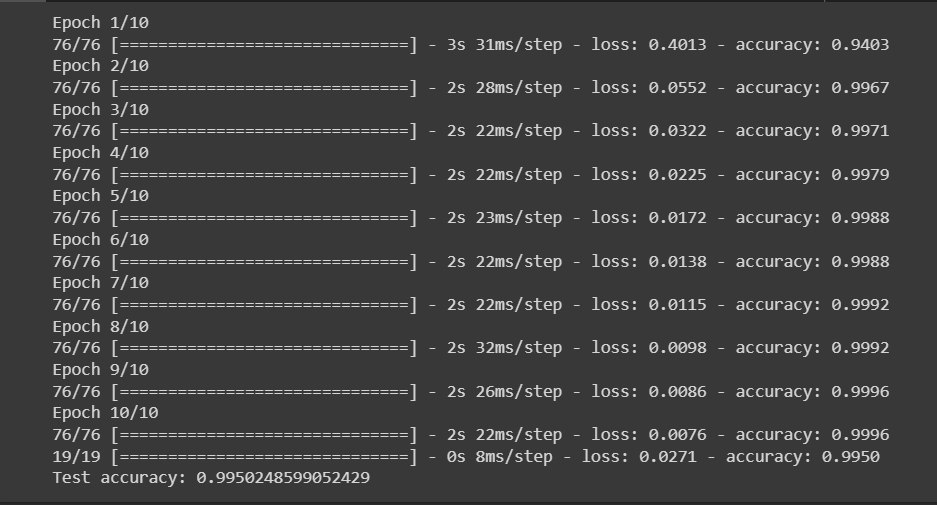 Epoch 1/10
76/76 [==============================] - 3s 31ms/step - loss: 0.4013 - accuracy: 0.9403
Epoch 2/10
76/76 [==============================] - 2s 28ms/step - loss: 0.0552 - accuracy: 0.9967
Epoch 3/10
76/76 [==============================] - 2s 22ms/step - loss: 0.0322 - accuracy: 0.9971
Epoch 4/10
76/76 [==============================] - 2s 22ms/step - loss: 0.0225 - accuracy: 0.9979
Epoch 5/10
76/76 [==============================] - 2s 23ms/step - loss: 0.0172 - accuracy: 0.9988
Epoch 6/10
76/76 [==============================] - 2s 22ms/step - loss: 0.0138 - accuracy: 0.9988
Epoch 7/10
76/76 [==============================] - 2s 22ms/step - loss: 0.0115 - accuracy: 0.9992
Epoch 8/10
76/76 [==============================] - 2s 32ms/step - loss: 0.0098 - accuracy: 0.9992
Epoch 9/10
76/76 [==============================] - 2s 26ms/step - loss: 0.0086 - accuracy: 0.9996
Epoch 10/10
76/76 [==============================] - 2s 22ms/step - loss: 0.0076 - accuracy: 0.9996
19/19 [==============================] - 0s 8ms/step - loss: 0.0271 - accuracy: 0.9950
Test accuracy: 0.9950248599052429